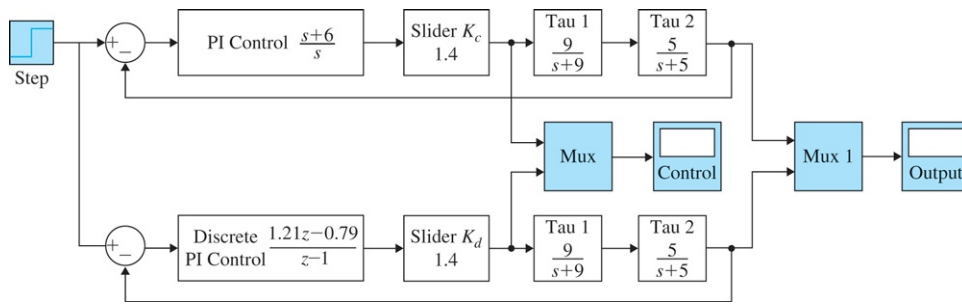 Step
+
−
PI Control s+6
s
Slider Kc
1.4
Tau 1
9
s+9
Tau 2
5
s+5
Mux
Control
Mux 1
Output
+
−
Discrete
PI Control 1.21z−0.79
z−1
Slider Kd
1.4
Tau 1
9
s+9
Tau 2
5
s+5